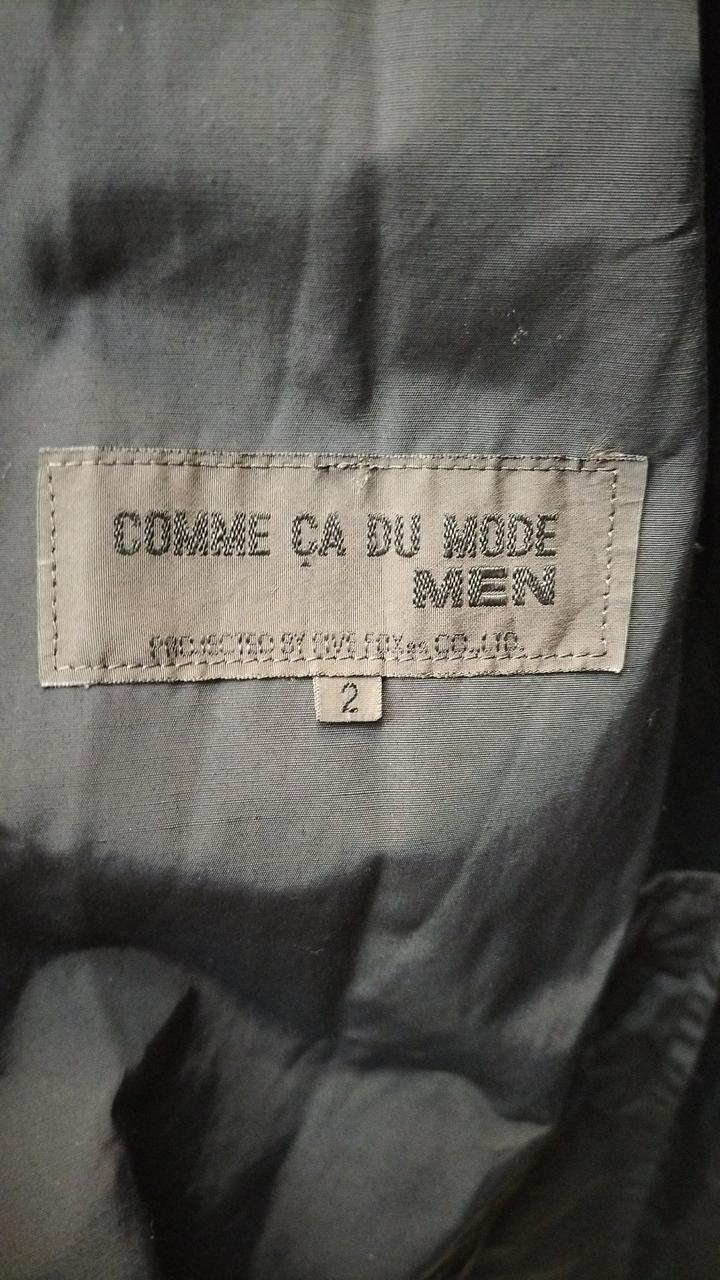 COMME ÇA DU MODE
MEN
PROJECTED BY FIVE FOXes CO.,LTD.
2